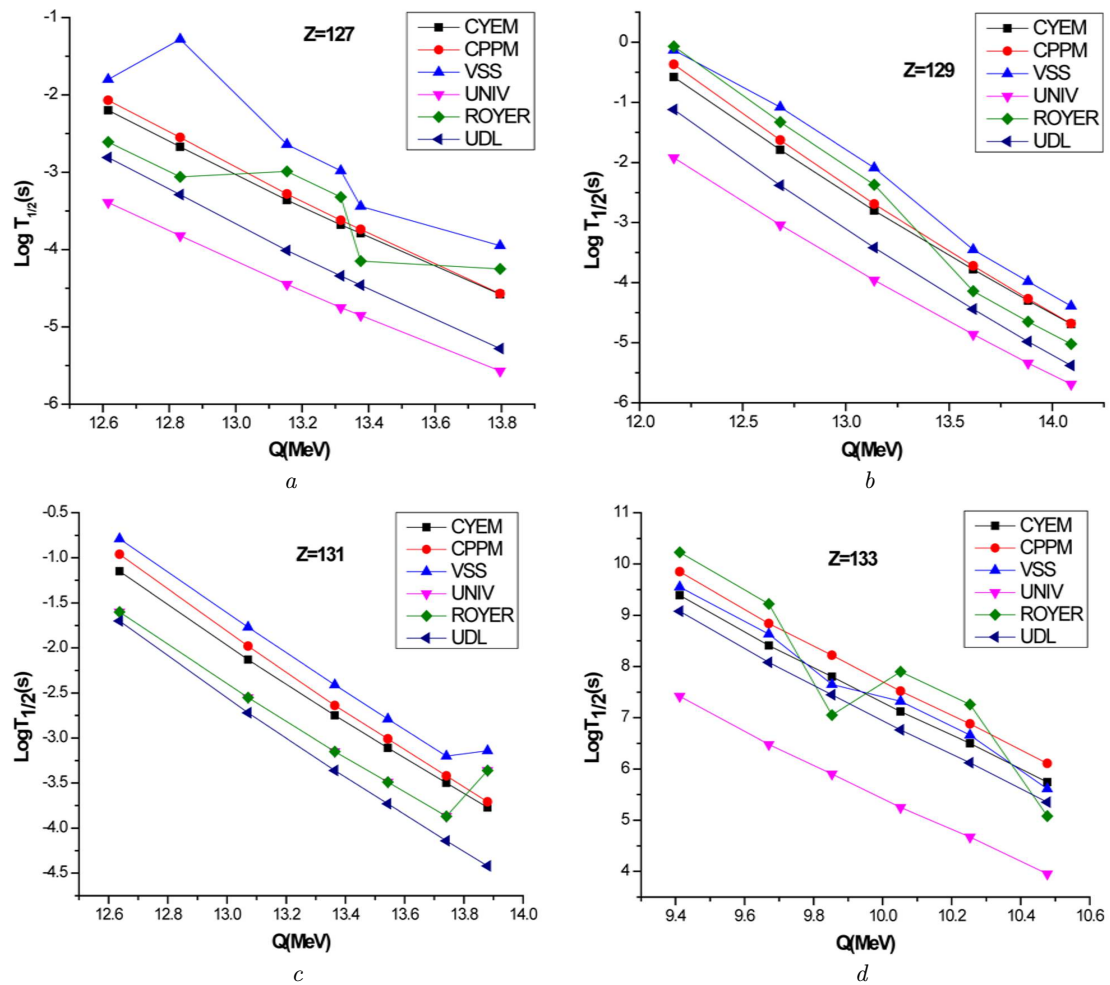 Z=127
CYEM
CPPM
VSS
UNIV
ROYER
UDL
-1
-2
-3
-4
-5
-6
Log T1/2(s)
12.6 12.8 13.0 13.2 13.4 13.6 13.8
Q(MeV)
a
Z=129
CYEM
CPPM
VSS
UNIV
ROYER
UDL
0
-1
-2
-3
-4
-5
-6
Log T1/2(s)
12.0 12.5 13.0 13.5 14.0
Q(MeV)
b
Z=131
CYEM
CPPM
VSS
UNIV
ROYER
UDL
-0.5
-1.0
-1.5
-2.0
-2.5
-3.0
-3.5
-4.0
-4.5
LogT1/2(s)
12.6 12.8 13.0 13.2 13.4 13.6 13.8 14.0
Q(MeV)
c
Z=133
CYEM
CPPM
VSS
UNIV
ROYER
UDL
11
10
9
8
7
6
5
4
LogT1/2(s)
9.4 9.6 9.8 10.0 10.2 10.4 10.6
Q(MeV)
d